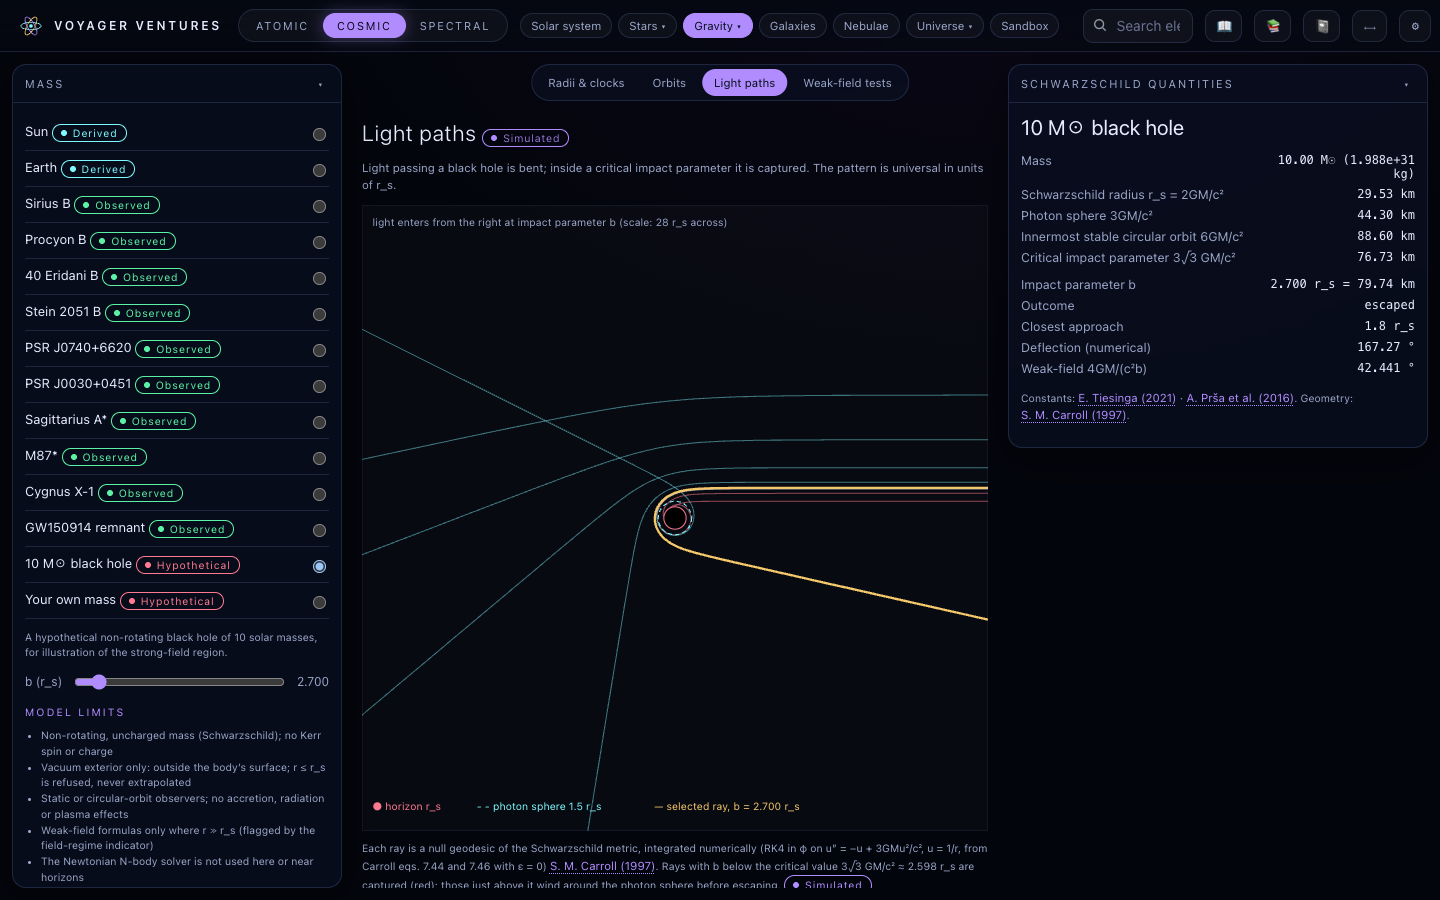 VOYAGER VENTURES
ATOMIC COSMIC SPECTRAL
Solar system Stars Gravity Galaxies Nebulae Universe Sandbox
Search ele
MASS
Sun Derived
Earth Derived
Sirius B Observed
Procyon B Observed
40 Eridani B Observed
Stein 2051 B Observed
PSR J0740+6620 Observed
PSR J0030+0451 Observed
Sagittarius A* Observed
M87* Observed
Cygnus X-1 Observed
GW150914 remnant Observed
10 M☉ black hole Hypothetical
Your own mass Hypothetical
A hypothetical non-rotating black hole of 10 solar masses,
for illustration of the strong-field region.
b (r_s) 2.700
MODEL LIMITS
• Non-rotating, uncharged mass (Schwarzschild); no Kerr
spin or charge
• Vacuum exterior only: outside the body's surface; r ≤ r_s
is refused, never extrapolated
• Static or circular-orbit observers; no accretion, radiation
or plasma effects
• Weak-field formulas only where r » r_s (flagged by the
field-regime indicator)
• The Newtonian N-body solver is not used here or near
horizons
Radii & clocks Orbits Light paths Weak-field tests
Light paths Simulated
Light passing a black hole is bent; inside a critical impact parameter it is captured. The pattern is universal in units
of r_s.
light enters from the right at impact parameter b (scale: 28 r_s across)
horizon r_s - - photon sphere 1.5 r_s — selected ray, b = 2.700 r_s
Each ray is a null geodesic of the Schwarzschild metric, integrated numerically (RK4 in ϕ on u″ = −u + 3GMu²/c², u = 1/r, from
Carroll eqs. 7.44 and 7.46 with ε = 0) S. M. Carroll (1997). Rays with b below the critical value 3√3 GM/c² ≈ 2.598 r_s are
captured (red); those just above it wind around the photon sphere before escaping. Simulated
SCHWARZSCHILD QUANTITIES
10 M☉ black hole
Mass 10.00 M☉ (1.988e+31
kg)
Schwarzschild radius r_s = 2GM/c² 29.53 km
Photon sphere 3GM/c² 44.30 km
Innermost stable circular orbit 6GM/c² 88.60 km
Critical impact parameter 3√3 GM/c² 76.73 km
Impact parameter b 2.700 r_s = 79.74 km
Outcome escaped
Closest approach 1.8 r_s
Deflection (numerical) 167.27 °
Weak-field 4GM/(c²b) 42.441 °
Constants: E. Tiesinga (2021) · A. Prša et al. (2016). Geometry:
S. M. Carroll (1997).